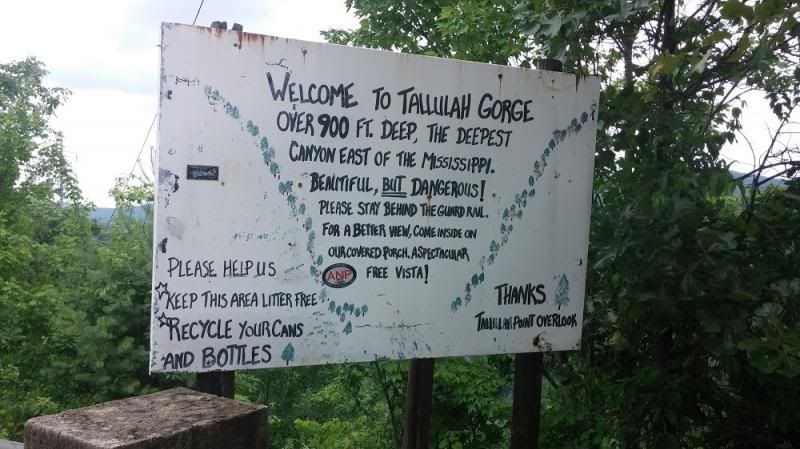 WELCOME TO TALLULAH GORGE
OVER 900 FT. DEEP, THE DEEPEST
CANYON EAST OF THE MISSISSIPPI.
BEAUTIFUL, BUT DANGEROUS!
PLEASE STAY BEHIND THE GUARD RAIL.
FOR A BETTER VIEW, COME INSIDE ON
OUR COVERED PORCH. A SPECTACULAR
FREE VISTA!
ANP
PLEASE HELP US
KEEP THIS AREA LITTER FREE
RECYCLE YOUR CANS
AND BOTTLES
THANKS
TALLULAH POINT OVERLOOK